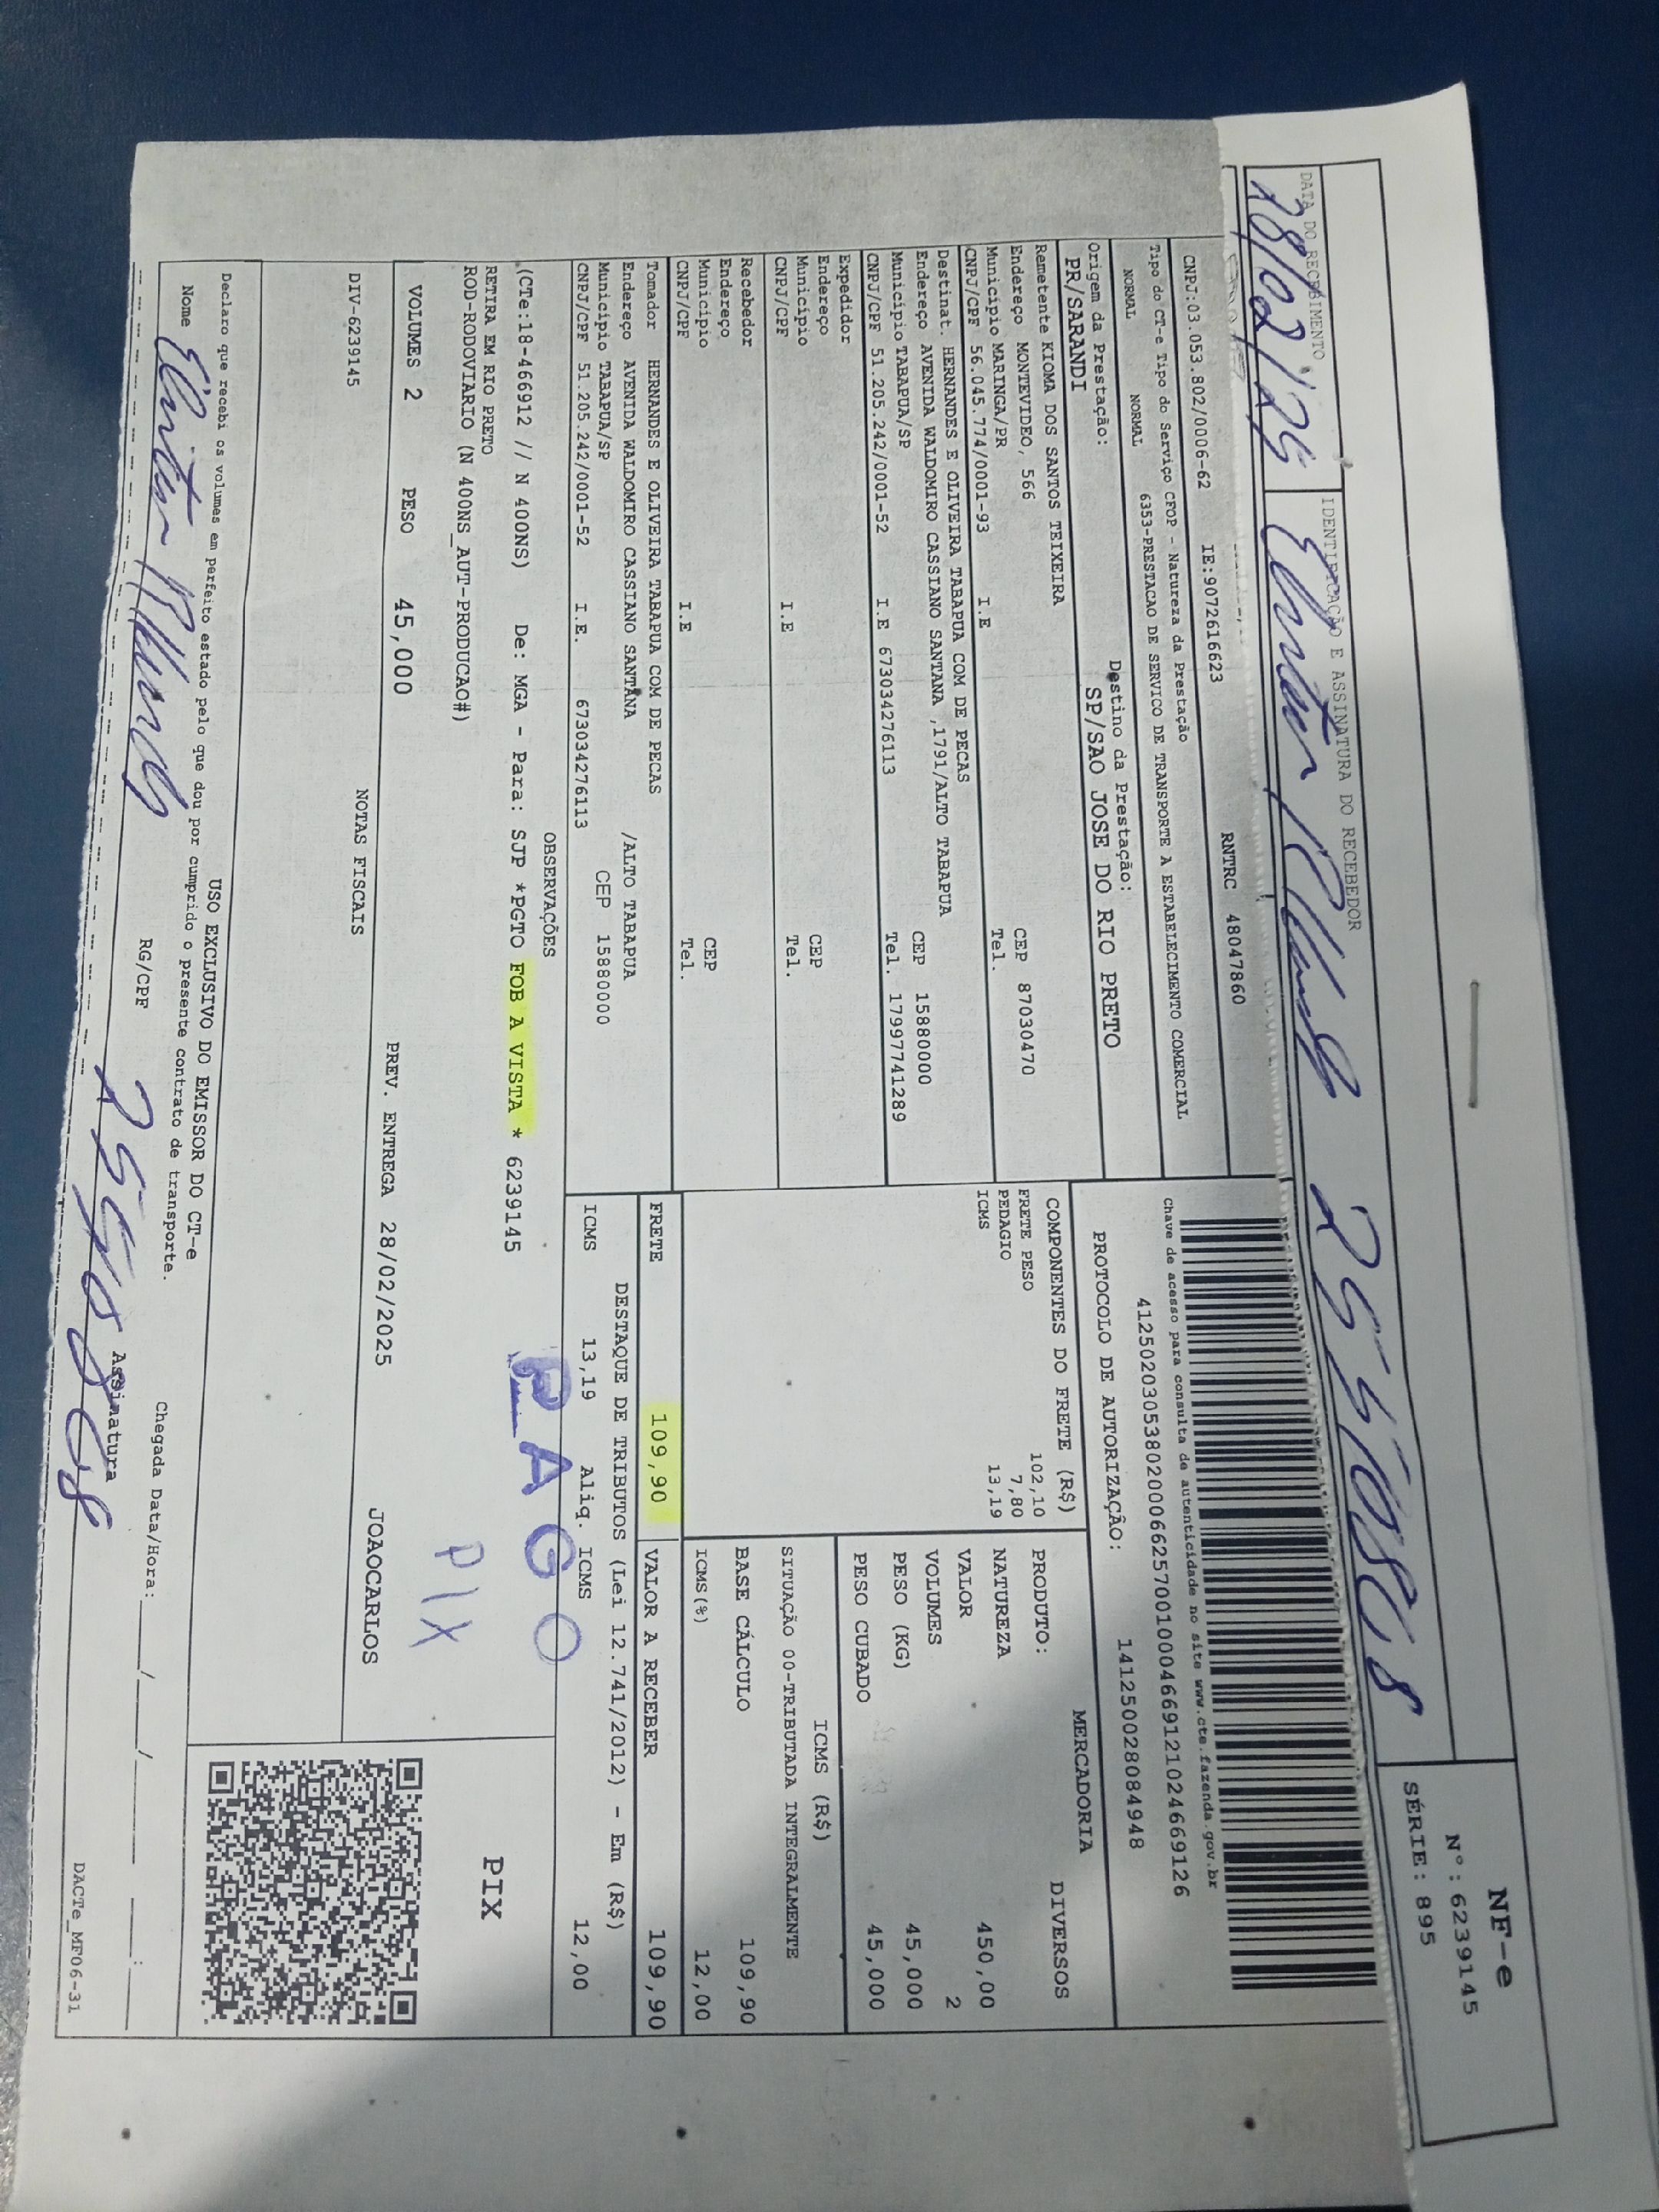 NF-e
Nº: 6239145
SÉRIE: 895
DATA DO RECEBIMENTO
IDENTIFICAÇÃO E ASSINATURA DO RECEBEDOR
28/02/25
CNPJ:03.053.802/0006-62 IE:9072616623 RNTRC 48047860
Tipo do CT-e Tipo do Serviço CFOP - Natureza da Prestação
NORMAL NORMAL 6353-PRESTACAO DE SERVICO DE TRANSPORTE A ESTABELECIMENTO COMERCIAL
Chave de acesso para consulta de autenticidade no site www.cte.fazenda.gov.br
41250203053802000662570010004669121024669126
Origem da Prestação: Destino da Prestação:
PR/SARANDI SP/SAO JOSE DO RIO PRETO
PROTOCOLO DE AUTORIZAÇÃO: 141250028084948
Remetente KIOMA DOS SANTOS TEIXEIRA
Endereço MONTEVIDEO, 566 CEP 87030470
Município MARINGA/PR Tel.
CNPJ/CPF 56.045.774/0001-93 I.E
Destinat. HERNANDES E OLIVEIRA TABAPUA COM DE PECAS
Endereço AVENIDA WALDOMIRO CASSIANO SANTANA ,1791/ALTO TABAPUA CEP 15880000
Município TABAPUA/SP Tel. 17997741289
CNPJ/CPF 51.205.242/0001-52 I.E 673034276113
Expedidor
Endereço CEP
Município Tel.
CNPJ/CPF I.E
Recebedor
Endereço
Município CEP
CNPJ/CPF I.E Tel.
COMPONENTES DO FRETE (R$)
FRETE PESO 102,10
PEDAGIO 7,80
ICMS 13,19
MERCADORIA
PRODUTO: DIVERSOS
NATUREZA
VALOR 450,00
VOLUMES 2
PESO (KG) 45,000
PESO CUBADO 45,000
ICMS (R$)
SITUAÇÃO 00-TRIBUTADA INTEGRALMENTE
BASE CÁLCULO 109,90
ICMS(%) 12,00
Tomador HERNANDES E OLIVEIRA TABAPUA COM DE PECAS
Endereço AVENIDA WALDOMIRO CASSIANO SANTANA /ALTO TABAPUA
Município TABAPUA/SP CEP 15880000
CNPJ/CPF 51.205.242/0001-52 I.E. 673034276113
FRETE 109,90 VALOR A RECEBER 109,90
DESTAQUE DE TRIBUTOS (Lei 12.741/2012) - Em (R$)
ICMS 13,19 Aliq. ICMS 12,00
OBSERVAÇÕES
(CTe:18-466912 // N 400NS) De: MGA - Para: SJP *PGTO FOB A VISTA * 6239145
RETIRA EM RIO PRETO
ROD-RODOVIARIO (N 400NS_AUT-PRODUCAO#)
PAGO
PIX
PIX
VOLUMES 2 PESO 45,000 PREV. ENTREGA 28/02/2025 JOAOCARLOS
NOTAS FISCAIS
DIV-6239145
USO EXCLUSIVO DO EMISSOR DO CT-e
Declaro que recebi os volumes em perfeito estado pelo que dou por cumprido o presente contrato de transporte.
Nome RG/CPF Assinatura Chegada Data/Hora: ___/___/___ ___:___
DACTe_MF06-31